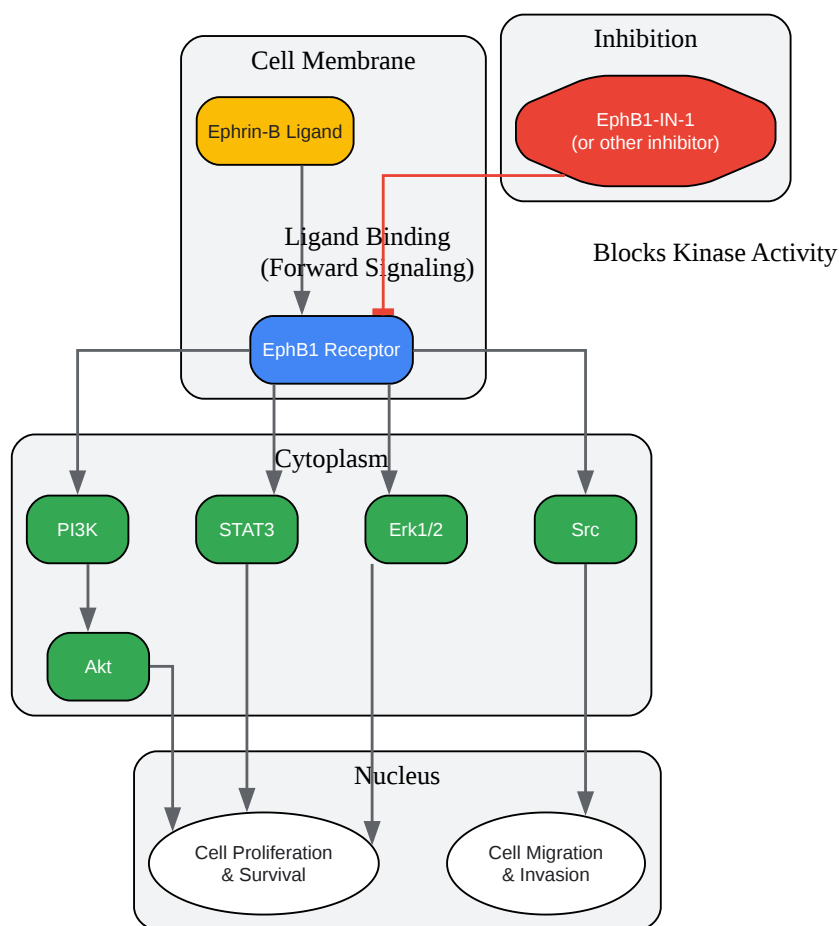 Inhibition
Cell Membrane
EphB1-IN-1
(or other inhibitor)
Ephrin-B Ligand
Ligand Binding
(Forward Signaling)
Blocks Kinase Activity
EphB1 Receptor
Cytoplasm
PI3K
STAT3
Erk1/2
Src
Akt
Nucleus
Cell Proliferation
& Survival
Cell Migration
& Invasion